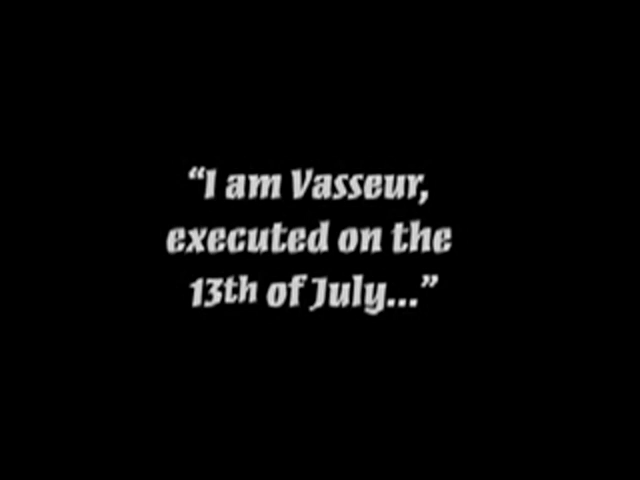 “I am Vasseur,
executed on the
13th of July...”